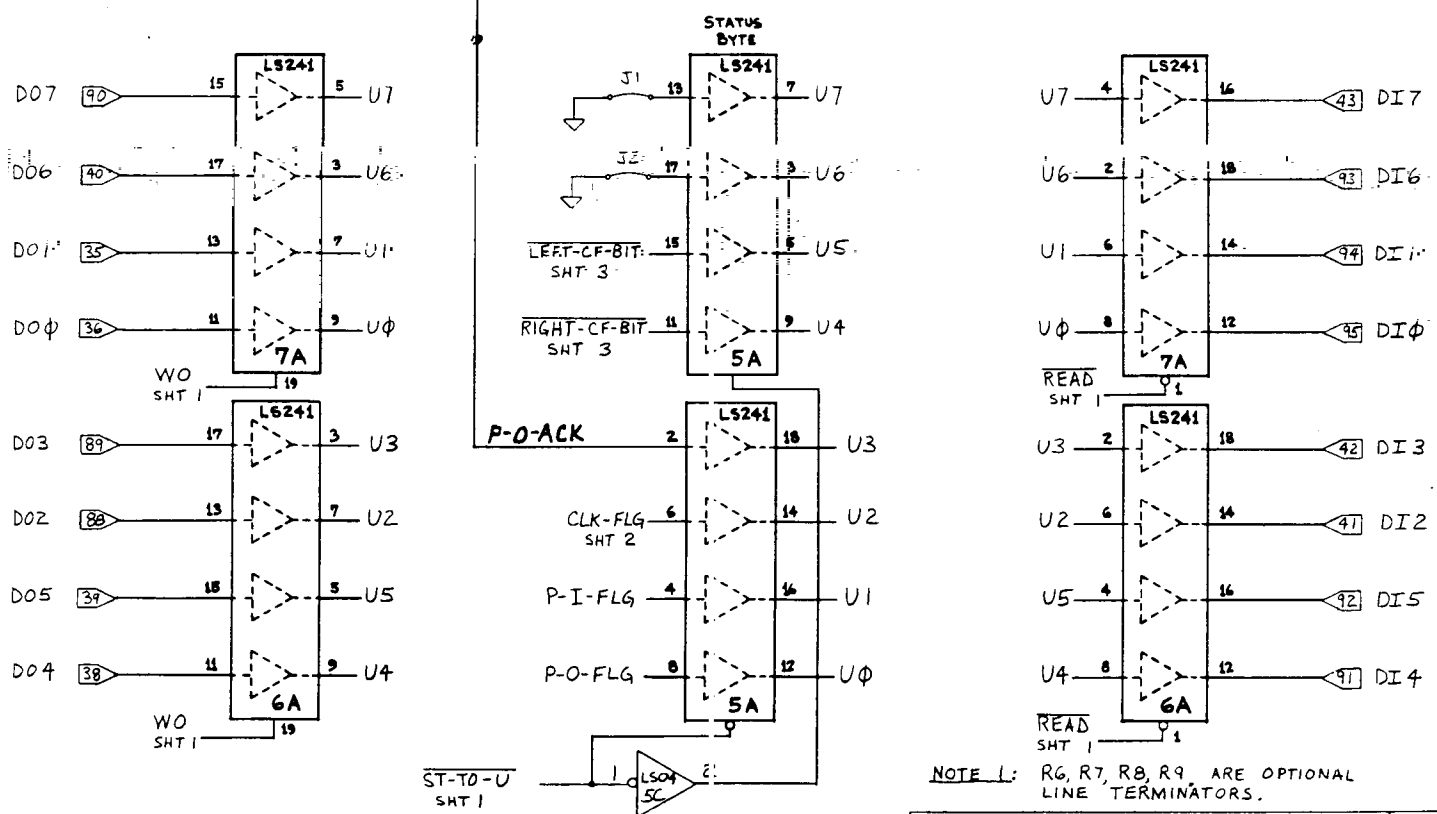 STATUS
BYTE
LS241
DO7 90 15 5 U7
DO6 40 17 3 U6
DO1 35 13 7 U1
DOφ 36 11 9 Uφ
7A
WO
SHT 1
19
LS241
DO3 89 17 3 U3
DO2 88 13 7 U2
DO5 39 15 5 U5
DO4 38 11 9 U4
6A
WO
SHT 1
19
LS241
J1 13 7 U7
J2 17 3 U6
LEFT-CF-BIT 15 5 U5
SHT 3
RIGHT-CF-BIT 11 9 U4
SHT 3
5A
LS241
P-O-ACK 2 18 U3
CLK-FLG 6 14 U2
SHT 2
P-I-FLG 4 16 U1
P-O-FLG 8 12 Uφ
5A
ST-TO-U 1 LS04 2
SHT 1 5C
LS241
U7 4 16 43 DI7
U6 2 18 93 DI6
U1 6 14 94 DI1
Uφ 8 12 95 DIφ
7A
READ
SHT 1
1
LS241
U3 2 18 42 DI3
U2 6 14 41 DI2
U5 4 16 92 DI5
U4 8 12 91 DI4
6A
READ
SHT 1
1
NOTE 1: R6, R7, R8, R9 ARE OPTIONAL
LINE TERMINATORS.